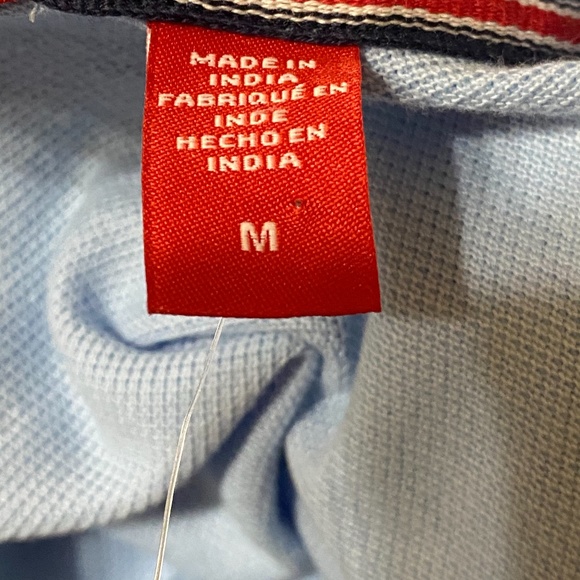 MADE IN
INDIA
FABRIQUÉ EN
INDE
HECHO EN
INDIA
M